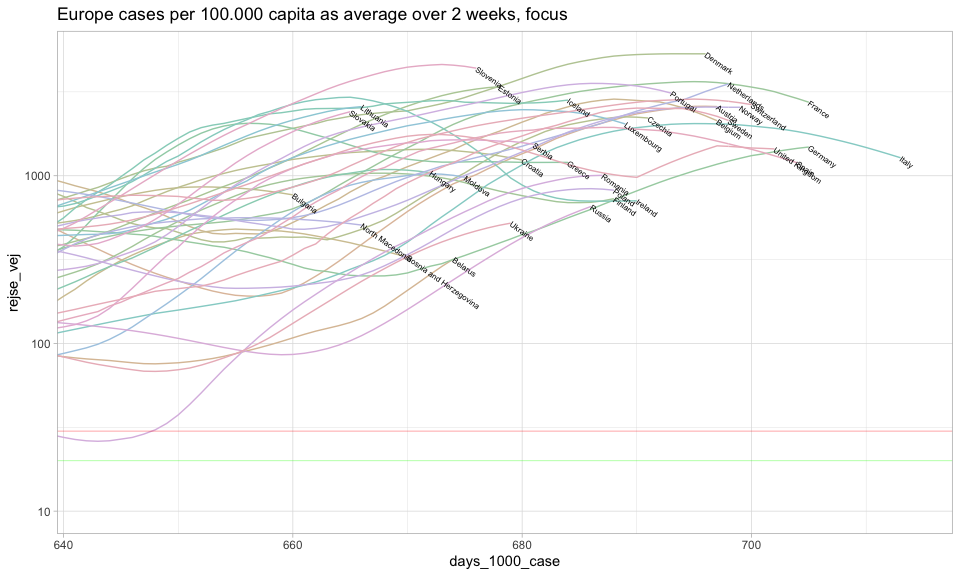 Europe cases per 100.000 capita as average over 2 weeks, focus
rejse_vej
1000
100
10
640
660
680
700
days_1000_case
Denmark
Slovenia
Estonia
Netherlands
Portugal
France
Iceland
Lithuania
Slovakia
Austria
Norway
Switzerland
Sweden
Belgium
Czechia
Luxembourg
Serbia
Croatia
Greece
United Kingdom
Germany
Italy
Hungary
Moldova
Romania
Poland
Finland
Ireland
Russia
Bulgaria
Ukraine
North Macedonia
Bosnia and Herzegovina
Belarus